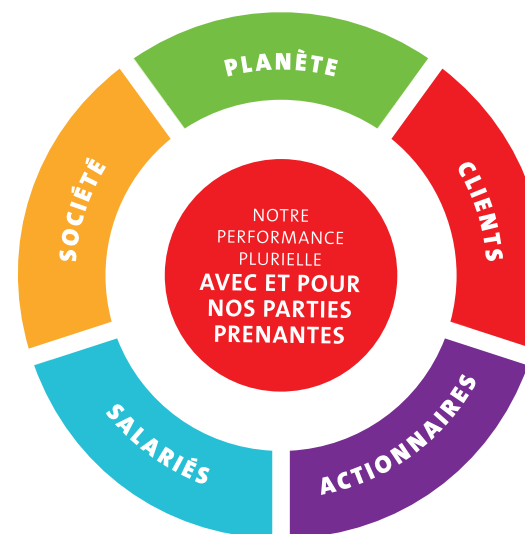 PLANÈTE
CLIENTS
ACTIONNAIRES
SALARIÉS
SOCIÉTÉ
NOTRE
PERFORMANCE
PLURIELLE
AVEC ET POUR
NOS PARTIES
PRENANTES